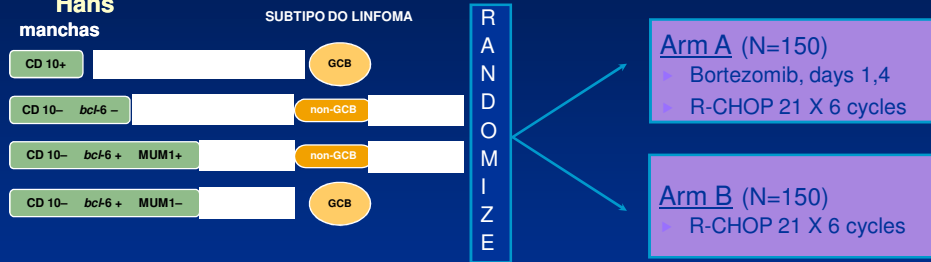 Hans
manchas
SUBTIPO DO LINFOMA
CD 10+
GCB
CD 10– bcl-6 –
non-GCB
CD 10– bcl-6 + MUM1+
non-GCB
CD 10– bcl-6 + MUM1–
GCB
R
A
N
D
O
M
I
Z
E
Arm A (N=150)
Bortezomib, days 1,4
R-CHOP 21 X 6 cycles
Arm B (N=150)
R-CHOP 21 X 6 cycles